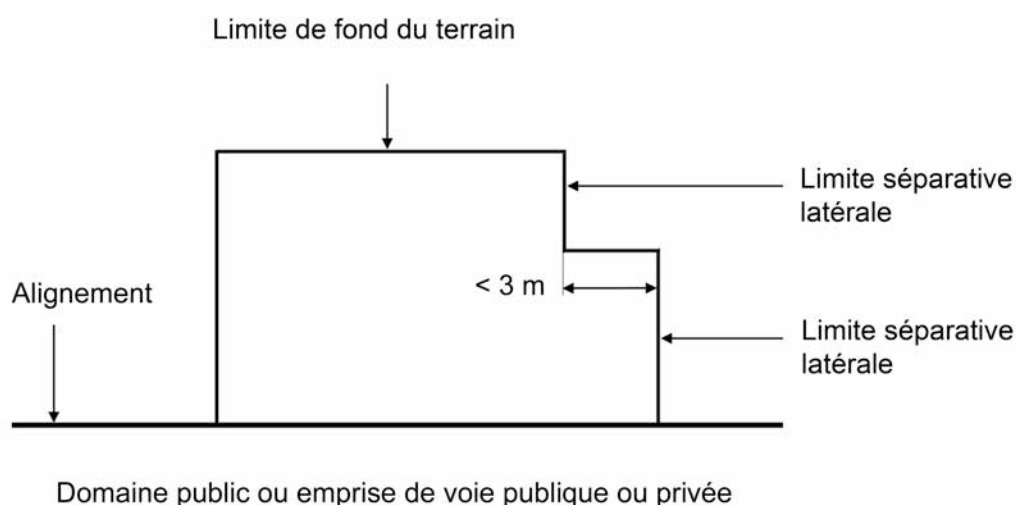 Limite de fond du terrain
Limite séparative
latérale
< 3 m
Alignement
Limite séparative
latérale
Domaine public ou emprise de voie publique ou privée